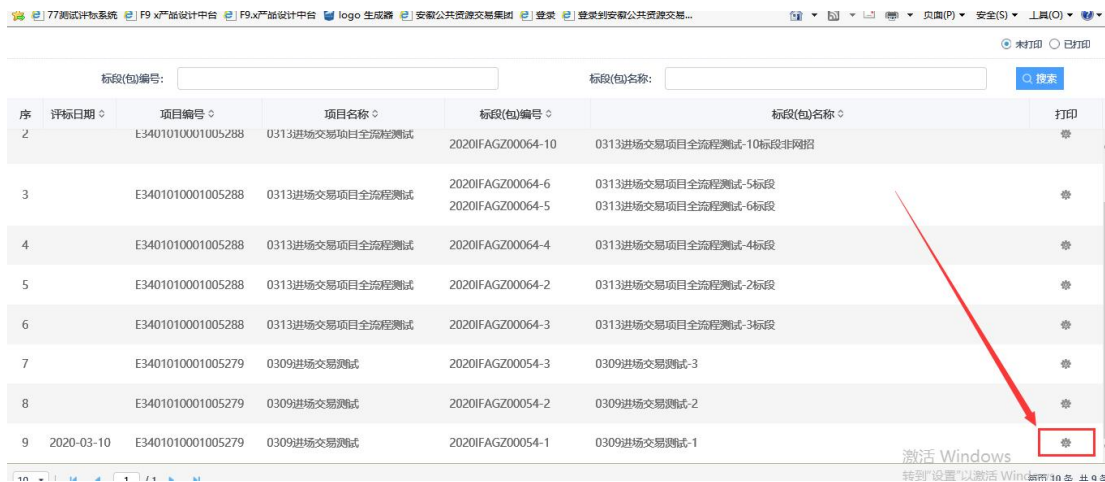 77测试评标系统 F9 x产品设计中台 F9.x产品设计中台 logo 生成器 安徽公共资源交易集团 登录 登录到安徽公共资源交易... 页面(P) 安全(S) 工具(O)
未打印 已打印
标段(包)编号: 标段(包)名称: 搜索
序 评标日期 项目编号 项目名称 标段(包)编号 标段(包)名称 打印
2 E3401010001005288 0313进场交易项目全流程测试
2020IFAGZ00064-10 0313进场交易项目全流程测试-10标段非网招
2020IFAGZ00064-6 0313进场交易项目全流程测试-5标段
3 E3401010001005288 0313进场交易项目全流程测试
2020IFAGZ00064-5 0313进场交易项目全流程测试-6标段
4 E3401010001005288 0313进场交易项目全流程测试 2020IFAGZ00064-4 0313进场交易项目全流程测试-4标段
5 E3401010001005288 0313进场交易项目全流程测试 2020IFAGZ00064-2 0313进场交易项目全流程测试-2标段
6 E3401010001005288 0313进场交易项目全流程测试 2020IFAGZ00064-3 0313进场交易项目全流程测试-3标段
7 E3401010001005279 0309进场交易测试 2020IFAGZ00054-3 0309进场交易测试-3
8 E3401010001005279 0309进场交易测试 2020IFAGZ00054-2 0309进场交易测试-2
9 2020-03-10 E3401010001005279 0309进场交易测试 2020IFAGZ00054-1 0309进场交易测试-1
激活 Windows
10 1 / 1 转到"设置"以激活 Wind 每页 10 条, 共 9 条